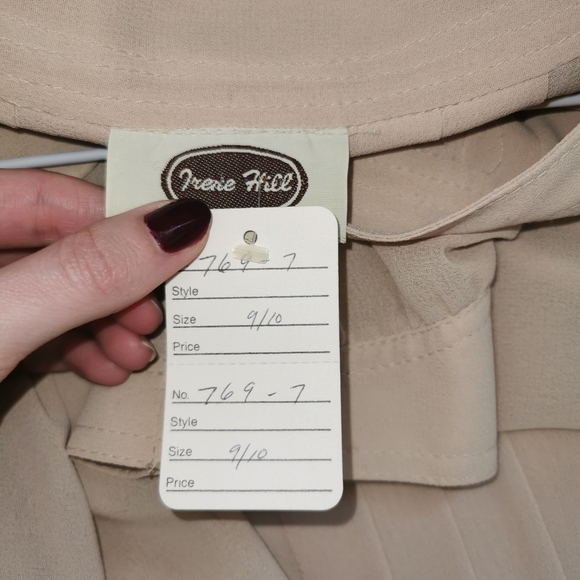 Irene Hill
769 - 7
Style
Size 9/10
Price
No. 769 - 7
Style
Size 9/10
Price